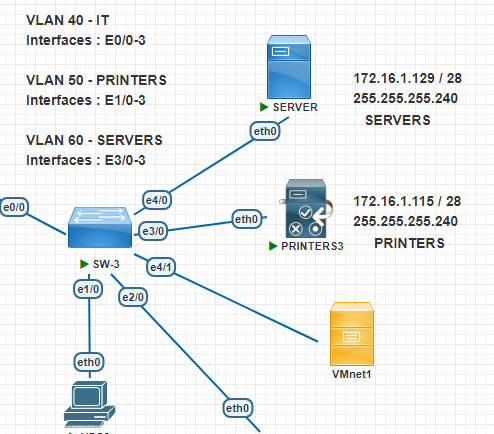 VLAN 40 - IT
Interfaces : E0/0-3
VLAN 50 - PRINTERS
Interfaces : E1/0-3
VLAN 60 - SERVERS
Interfaces : E3/0-3
SERVER
172.16.1.129 / 28
255.255.255.240
SERVERS
eth0
e4/0
e0/0
e3/0
eth0
PRINTERS3
172.16.1.115 / 28
255.255.255.240
PRINTERS
SW-3
e4/1
e1/0
e2/0
VMnet1
eth0
eth0